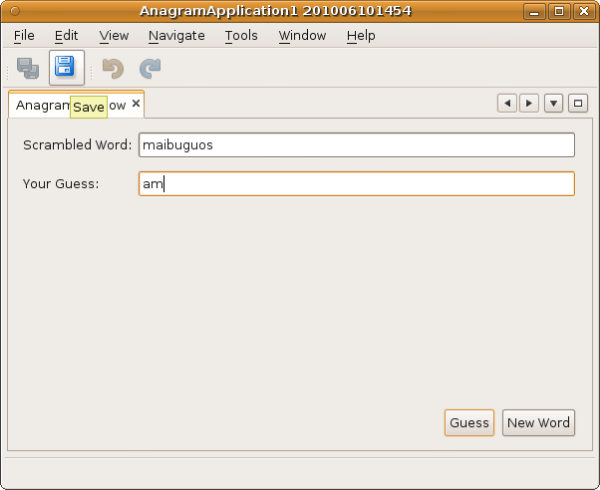 AnagramApplication1 201006101454
File Edit View Navigate Tools Window Help
Anagram ow
Save
Scrambled Word: maibuguos
Your Guess: am
Guess New Word